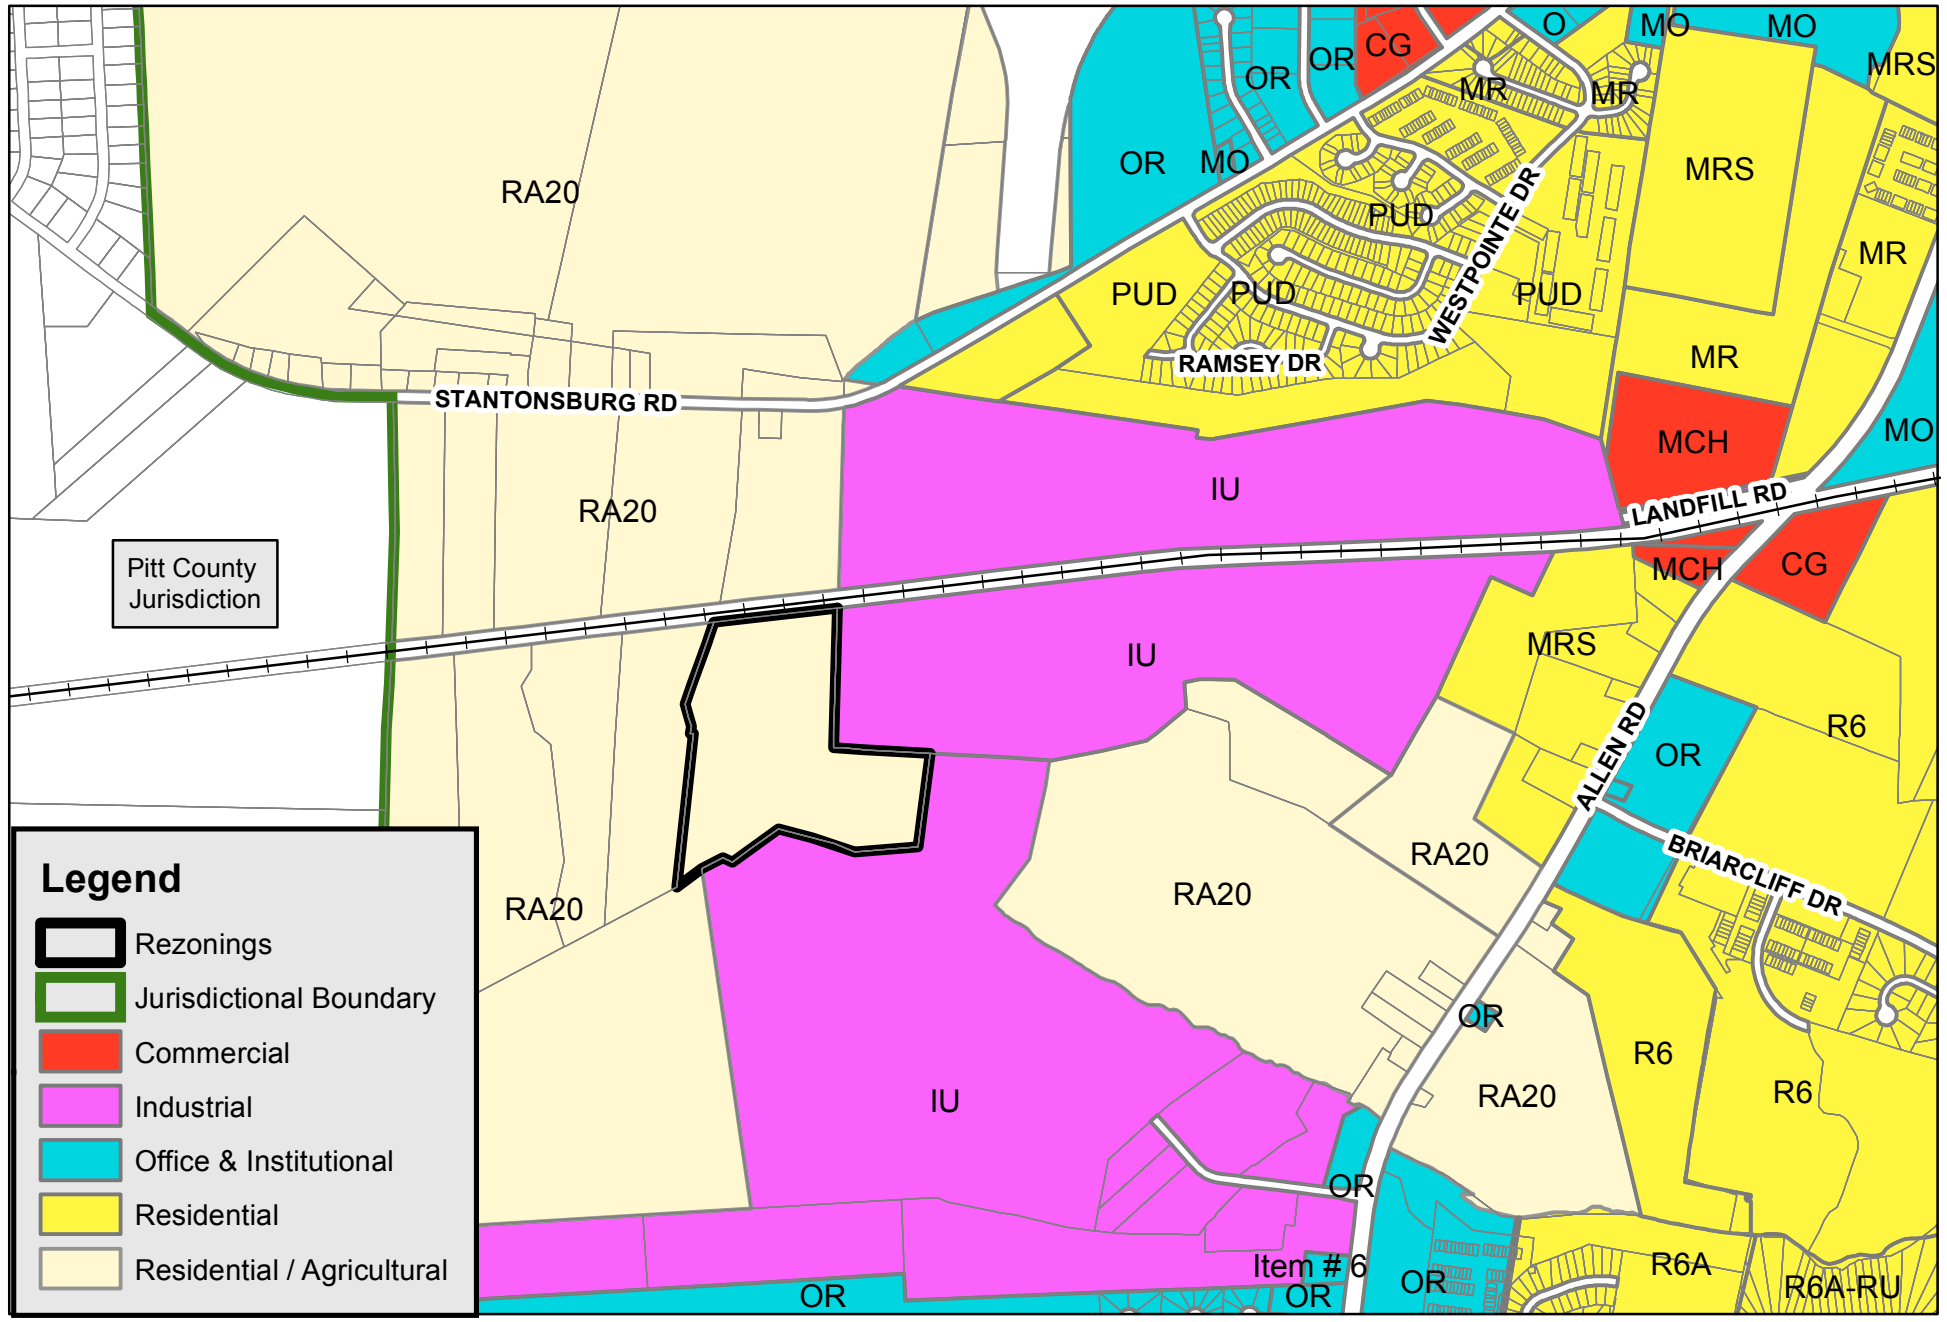 O
MO
MO
CG
OR
OR
MRS
MR
MR
OR
MO
MRS
RA20
PUD
WESTPOINTE DR
MR
PUD
PUD
PUD
RAMSEY DR
MR
STANTONSBURG RD
MCH
MO
IU
RA20
LANDFILL RD
Pitt County
Jurisdiction
MCH
CG
IU
MRS
ALLEN RD
OR
R6
RA20
BRIARCLIFF DR
RA20
RA20
OR
R6
RA20
R6
IU
OR
Item # 6
OR
OR
OR
R6A
R6A-RU
Legend
Rezonings
Jurisdictional Boundary
Commercial
Industrial
Office & Institutional
Residential
Residential / Agricultural